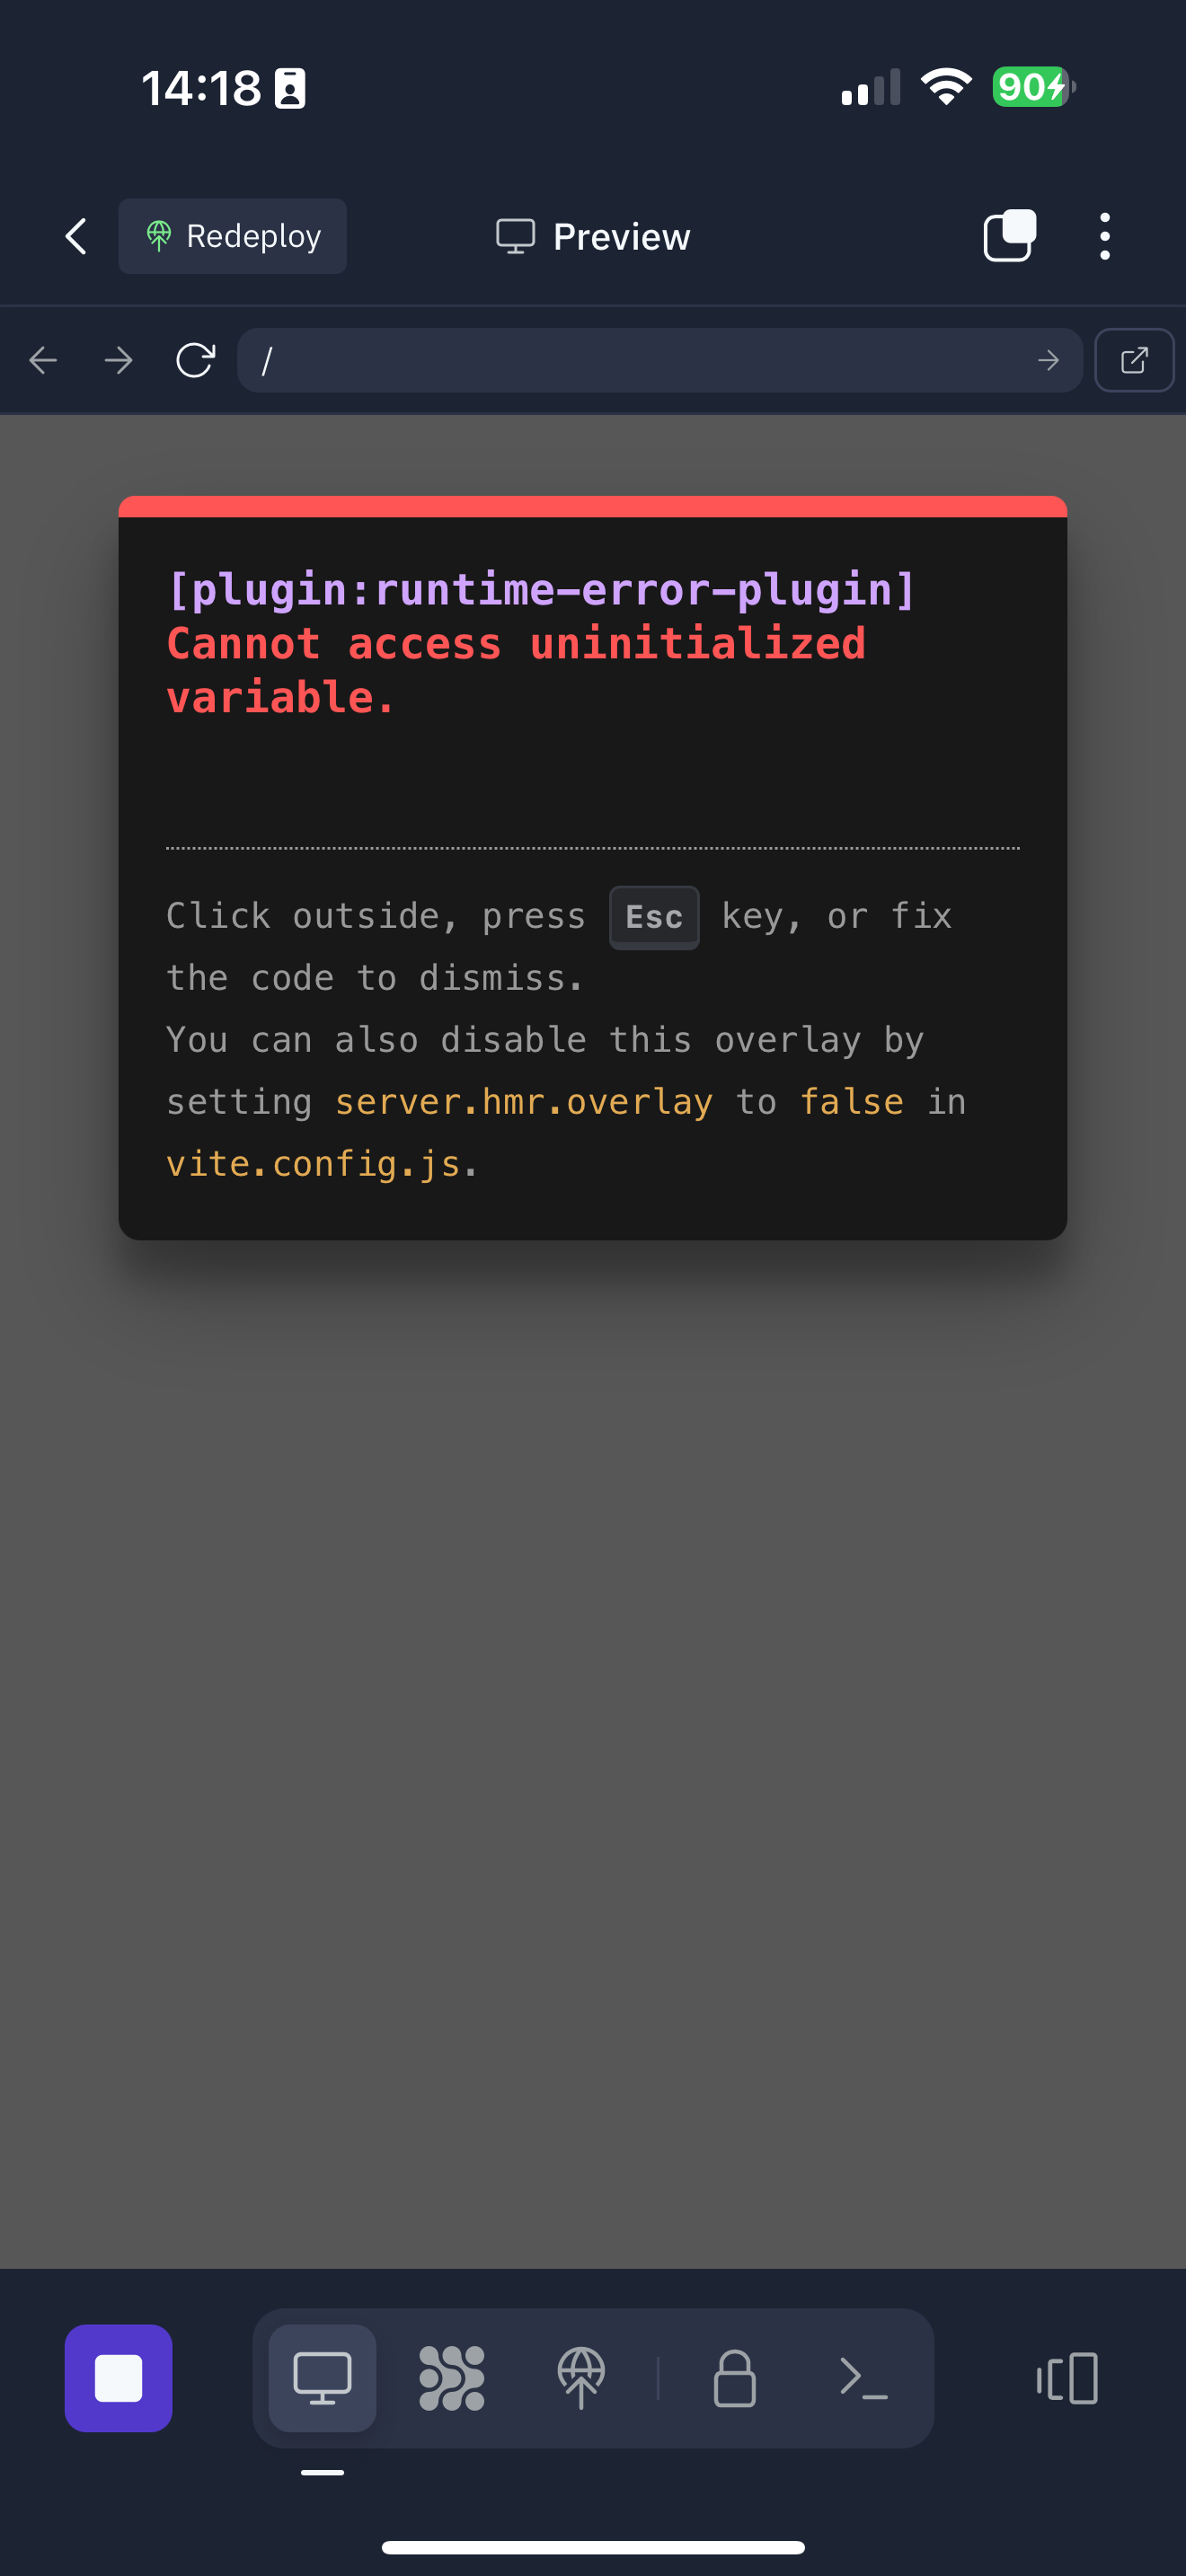 14:18
90
Redeploy
Preview
/
[plugin:runtime-error-plugin]
Cannot access uninitialized
variable.
Click outside, press Esc key, or fix
the code to dismiss.
You can also disable this overlay by
setting server.hmr.overlay to false in
vite.config.js.